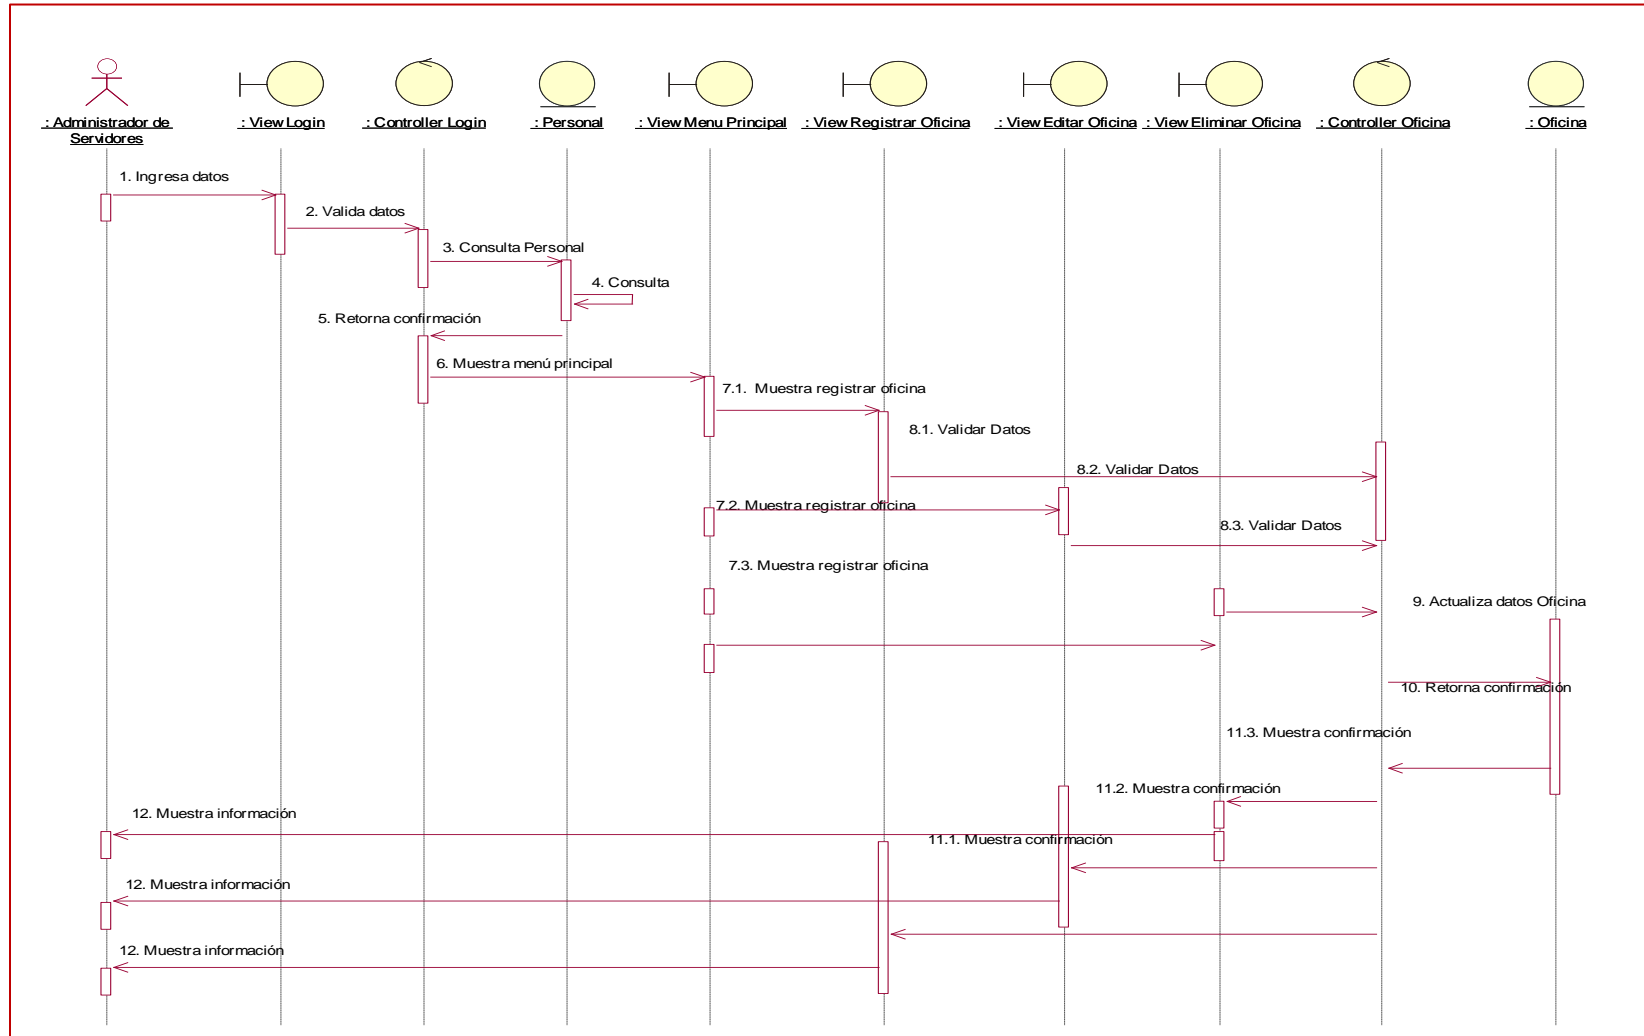 : Administrador de
Servidores
: View Login
: Controller Login
: Personal
: View Menu Principal
: View Registrar Oficina
: View Editar Oficina
: View Eliminar Oficina
: Controller Oficina
: Oficina
1. Ingresa datos
2. Valida datos
3. Consulta Personal
4. Consulta
5. Retorna confirmación
6. Muestra menú principal
7.1. Muestra registrar oficina
8.1. Validar Datos
8.2. Validar Datos
7.2. Muestra registrar oficina
8.3. Validar Datos
7.3. Muestra registrar oficina
9. Actualiza datos Oficina
10. Retorna confirmación
11.3. Muestra confirmación
11.2. Muestra confirmación
12. Muestra información
11.1. Muestra confirmación
12. Muestra información
12. Muestra información